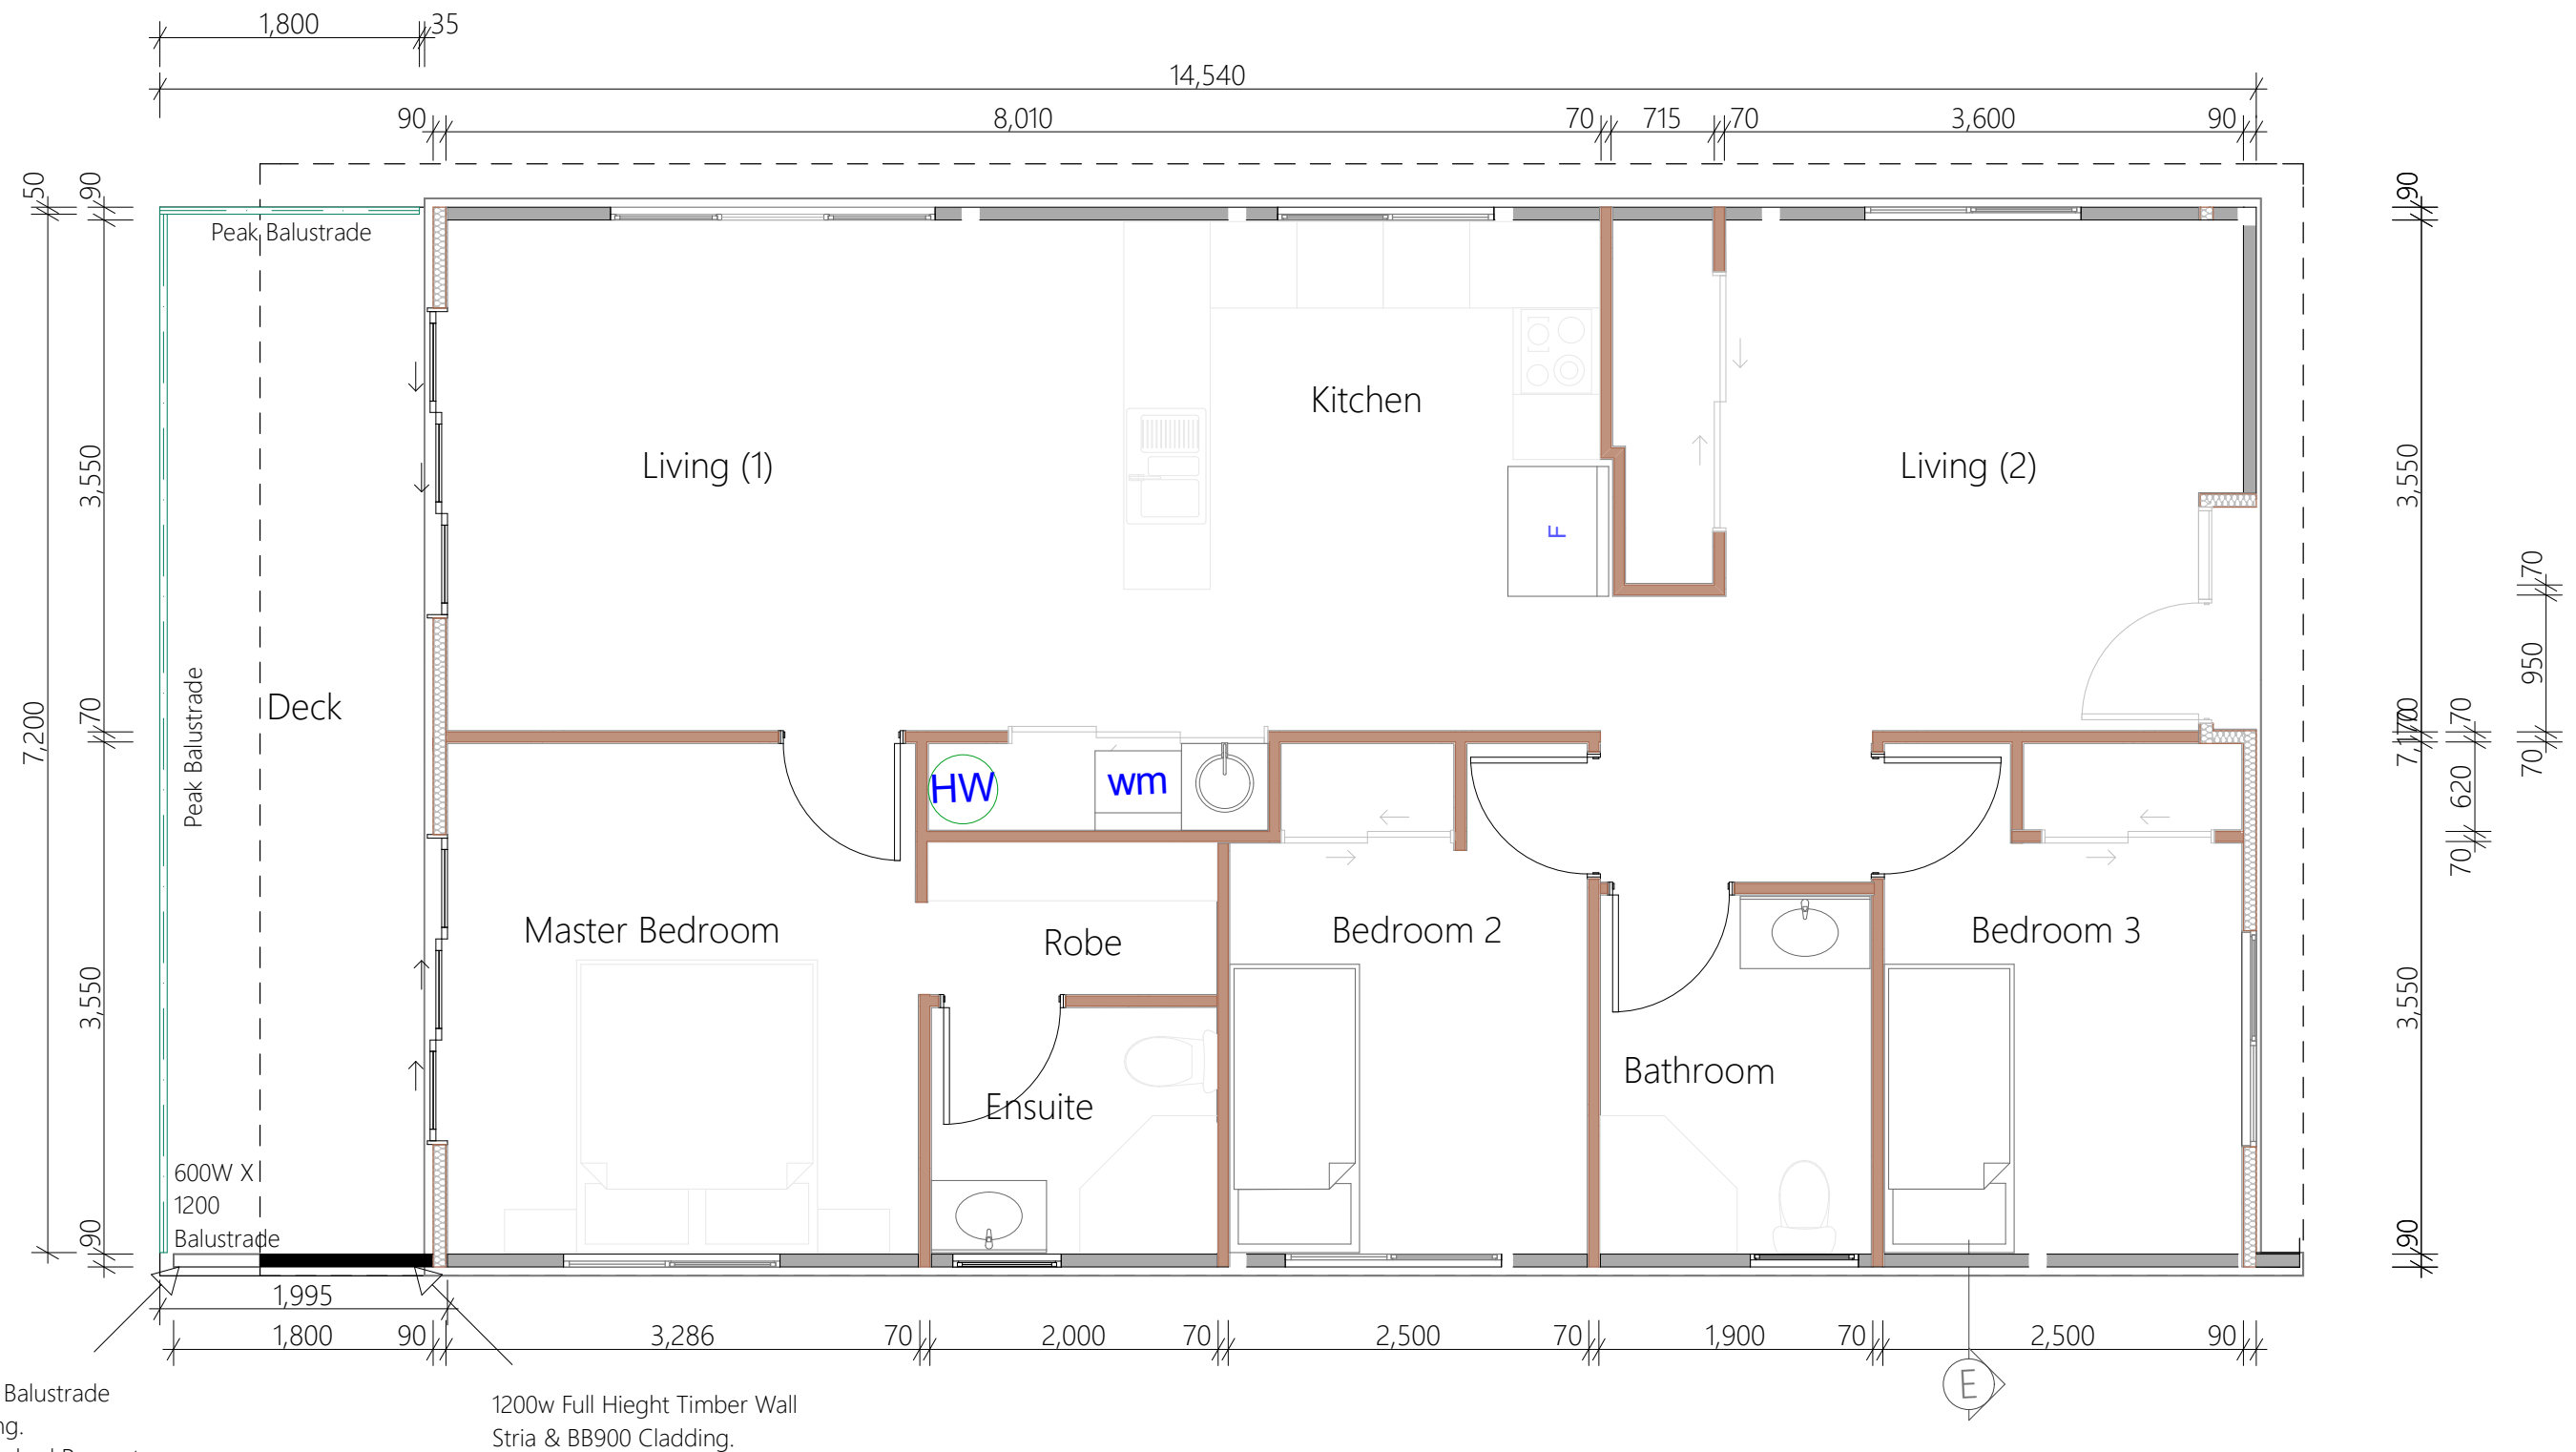 1,800 35
14,540
90 8,010 70 715 70 3,600 90
50 90
90
Peak Balustrade
Kitchen
Living (1)
Living (2)
3,550
3,550
F
70
950
70
Peak Balustrade
Deck
7,200
70
70
70
620
70
HW
wm
Master Bedroom
Robe
Bedroom 2
Bedroom 3
3,550
3,550
Bathroom
Ensuite
600W X
1200
Balustrade
90
90
1,995
1,800 90 3,286 70 2,000 70 2,500 70 1,900 70 2,500 90
E
Balustrade
1200w Full Hieght Timber Wall
Stria & BB900 Cladding.